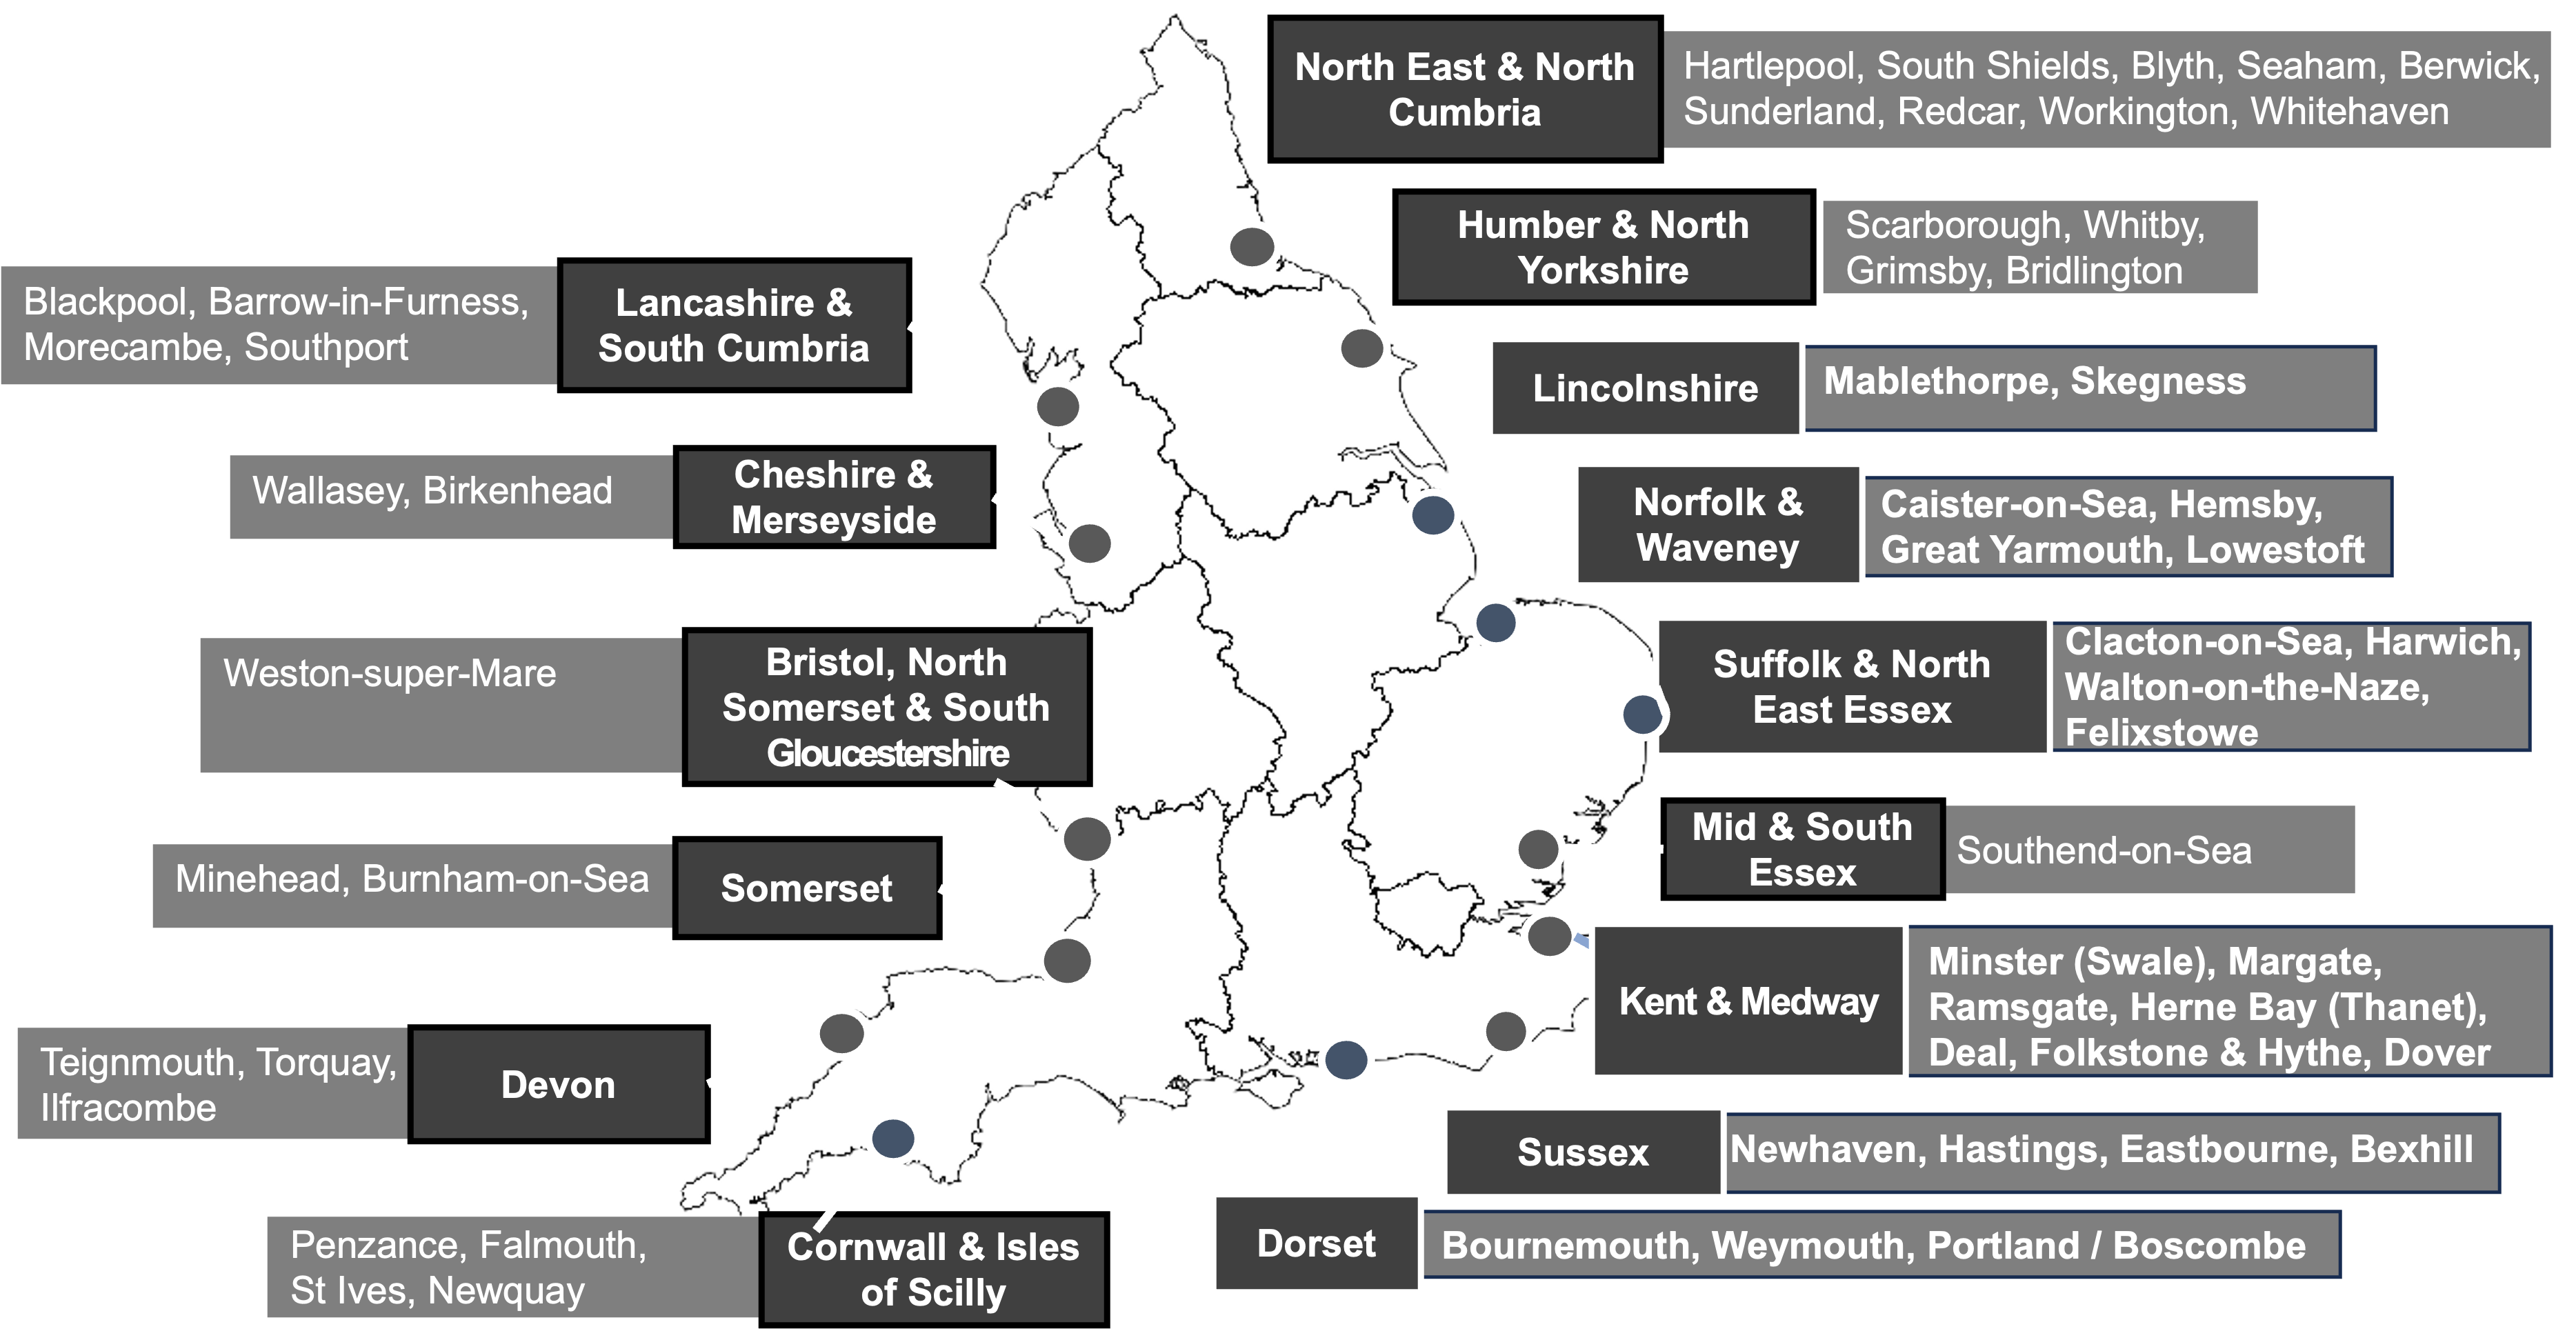 North East & North
Cumbria
Hartlepool, South Shields, Blyth, Seaham, Berwick,
Sunderland, Redcar, Workington, Whitehaven
Humber & North
Yorkshire
Scarborough, Whitby,
Grimsby, Bridlington
Blackpool, Barrow-in-Furness,
Morecambe, Southport
Lancashire &
South Cumbria
Lincolnshire
Mablethorpe, Skegness
Wallasey, Birkenhead
Cheshire &
Merseyside
Norfolk &
Waveney
Caister-on-Sea, Hemsby,
Great Yarmouth, Lowestoft
Weston-super-Mare
Bristol, North
Somerset & South
Gloucestershire
Suffolk & North
East Essex
Clacton-on-Sea, Harwich,
Walton-on-the-Naze,
Felixstowe
Minehead, Burnham-on-Sea
Somerset
Mid & South
Essex
Southend-on-Sea
Kent & Medway
Minster (Swale), Margate,
Ramsgate, Herne Bay (Thanet),
Deal, Folkstone & Hythe, Dover
Teignmouth, Torquay,
Ilfracombe
Devon
Sussex
Newhaven, Hastings, Eastbourne, Bexhill
Penzance, Falmouth,
St Ives, Newquay
Cornwall & Isles
of Scilly
Dorset
Bournemouth, Weymouth, Portland / Boscombe